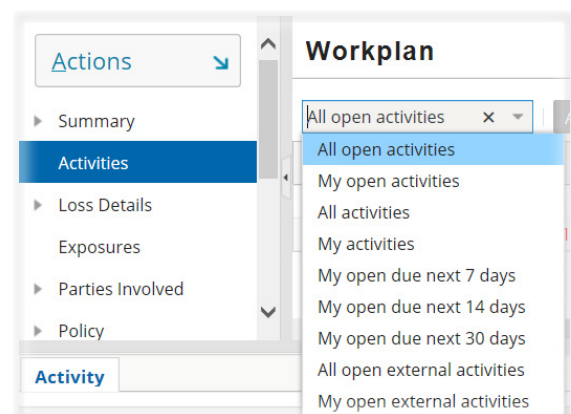 Actions
Summary
Activities
Loss Details
Exposures
Parties Involved
Policy
Activity
Workplan
All open activities
All open activities
My open activities
All activities
My activities
My open due next 7 days
My open due next 14 days
My open due next 30 days
All open external activities
My open external activities